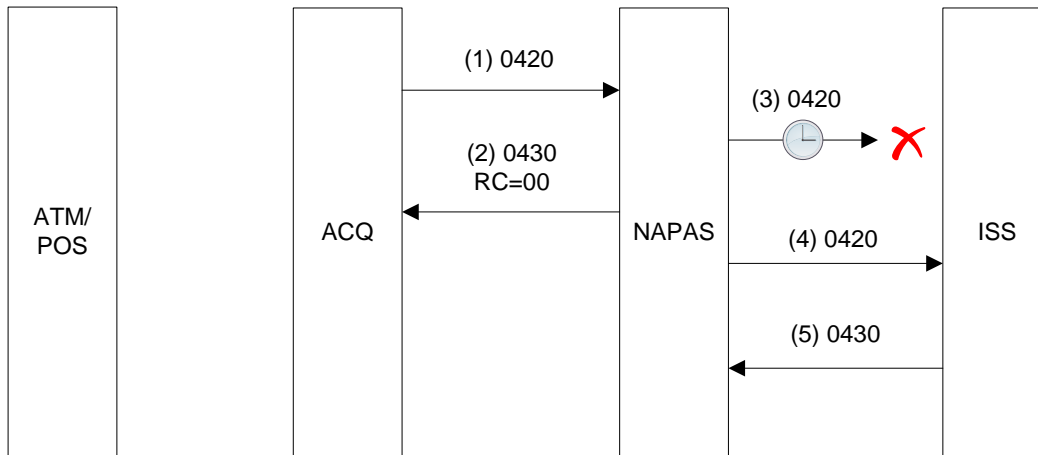 (1) 0420
(3) 0420
(2) 0430
RC=00
ATM/
POS
ACQ
NAPAS
ISS
(4) 0420
(5) 0430